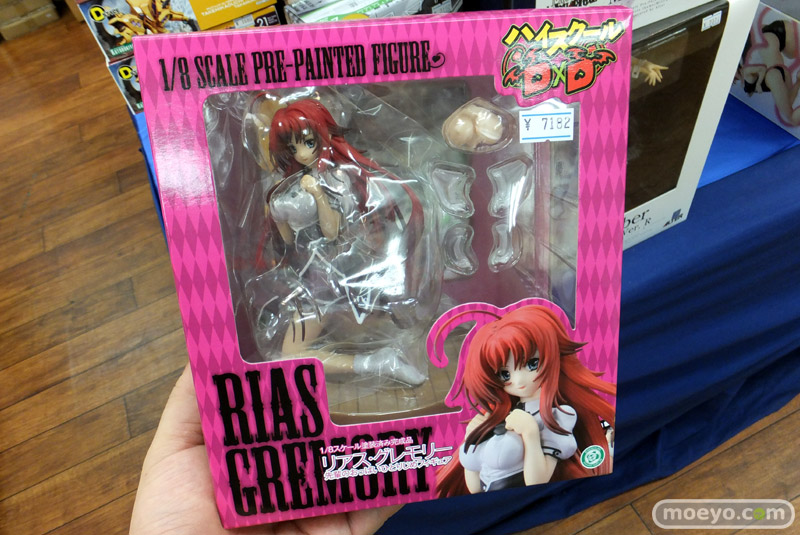 1/8 SCALE PRE-PAINTED FIGURE
ハイスクール
D×D
¥ 7182
RIAS
GREMORY
1/8スケール塗装済み完成品
リアス・グレモリー
ver. R
moeyo.com